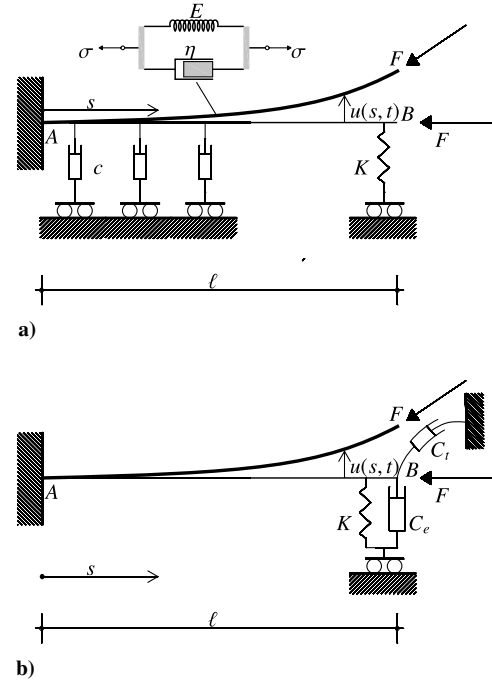 E
σ η σ
F
s
u(s, t) B
A F
c K
ℓ
a)
F
C_t
u(s, t) B
A F
K C_e
s
ℓ
b)